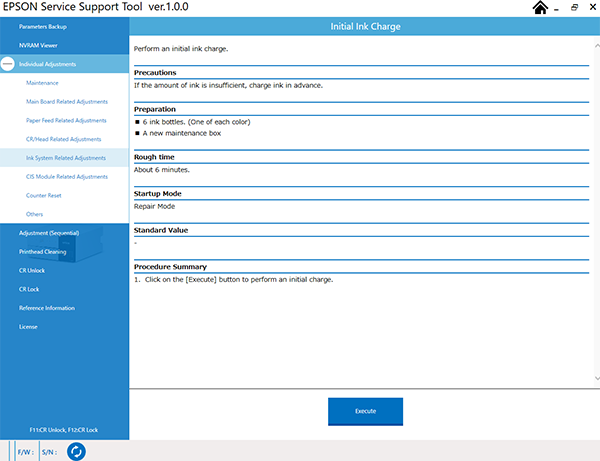 EPSON Service Support Tool ver.1.0.0
Parameters Backup
NVRAM Viewer
Individual Adjustments
Maintenance
Main Board Related Adjustments
Paper Feed Related Adjustments
CR/Head Related Adjustments
Ink System Related Adjustments
CIS Module Related Adjustments
Counter Reset
Others
Adjustment (Sequential)
Printhead Cleaning
CR Unlock
CR Lock
Reference Information
License
F11:CR Unlock, F12:CR Lock
Initial Ink Charge
Perform an initial ink charge.
Precautions
If the amount of ink is insufficient, charge ink in advance.
Preparation
■ 6 ink bottles. (One of each color)
■ A new maintenance box
Rough time
About 6 minutes.
Startup Mode
Repair Mode
Standard Value
-
Procedure Summary
1. Click on the [Execute] button to perform an initial charge.
Execute
F/W : S/N :